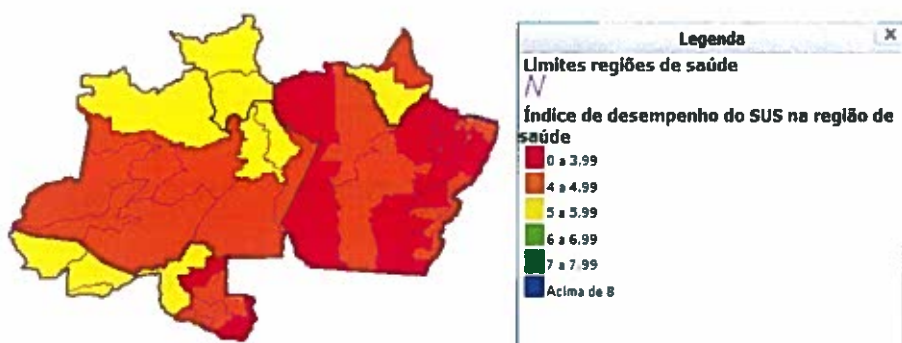 Legenda
Limites regiões de saúde
Índice de desempenho do SUS na região de
saúde
0 a 3,99
4 a 4,99
5 a 5,99
6 a 6,99
7 a 7,99
Acima de 8